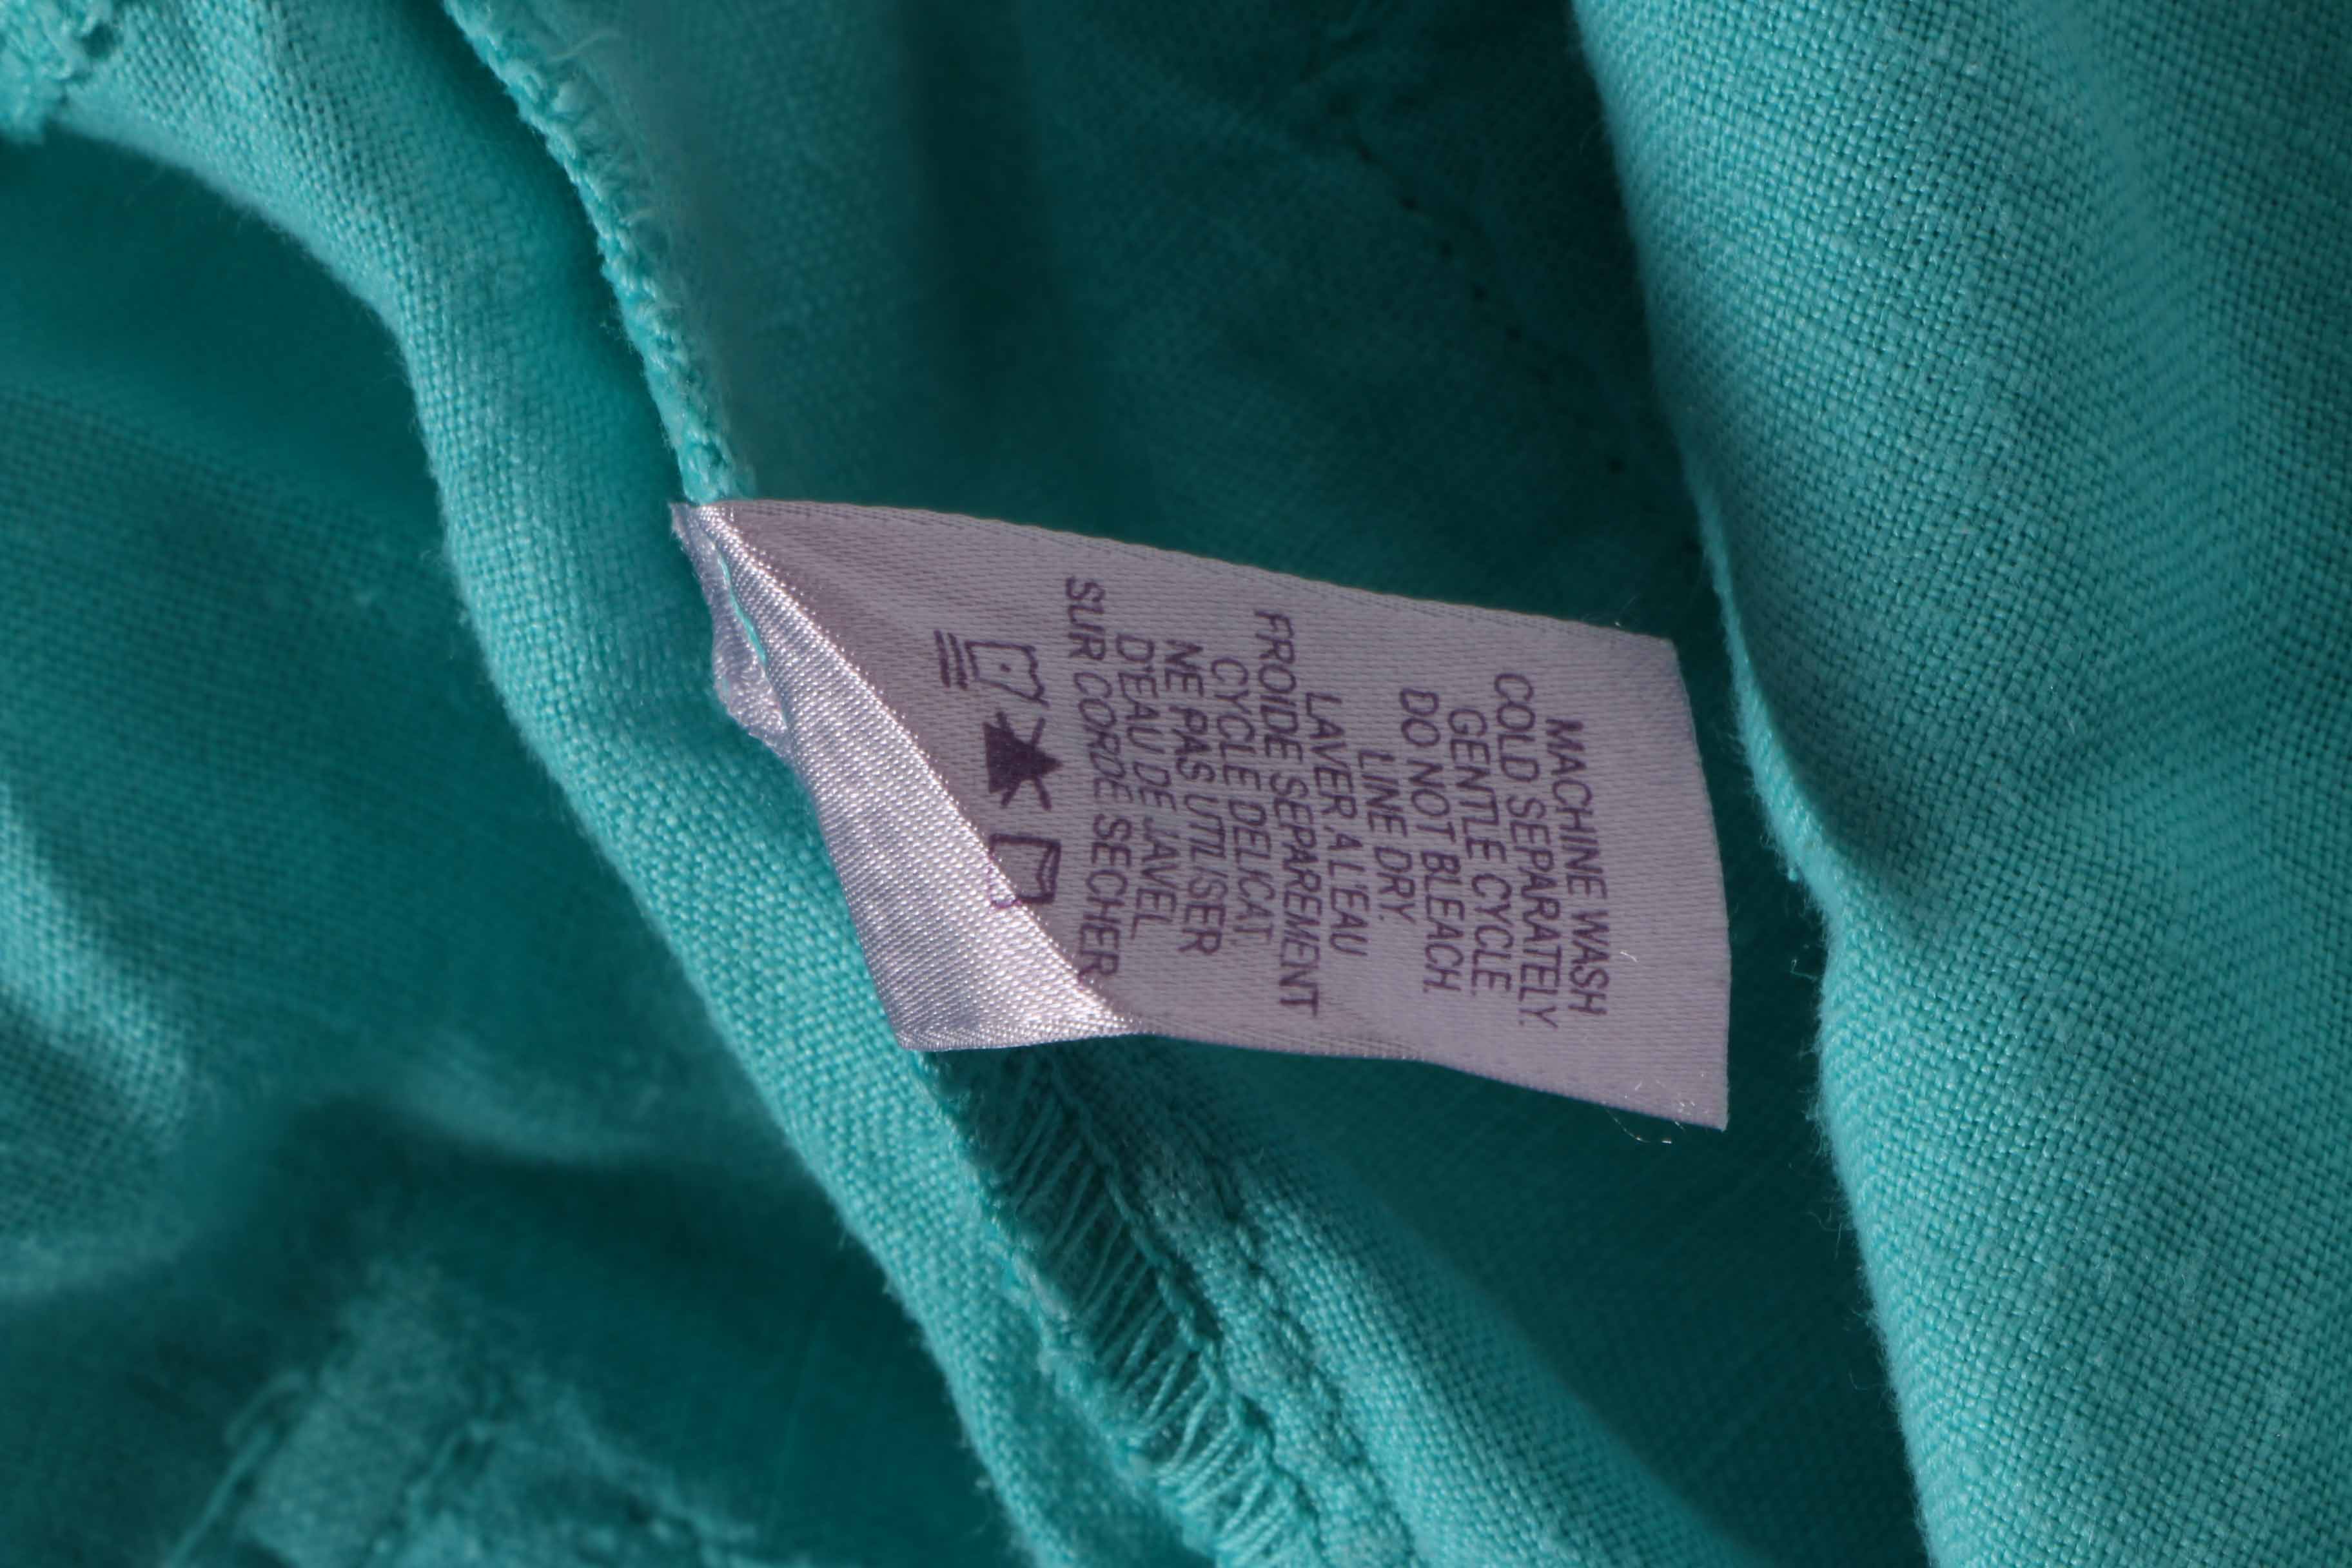 MACHINE WASH
COLD SEPARATELY.
GENTLE CYCLE.
DO NOT BLEACH.
LINE DRY.
LAVER A L'EAU
FROIDE SEPAREMENT
CYCLE DELICAT.
NE PAS UTILISER
D'EAU DE JAVEL
SUR CORDE SECHER